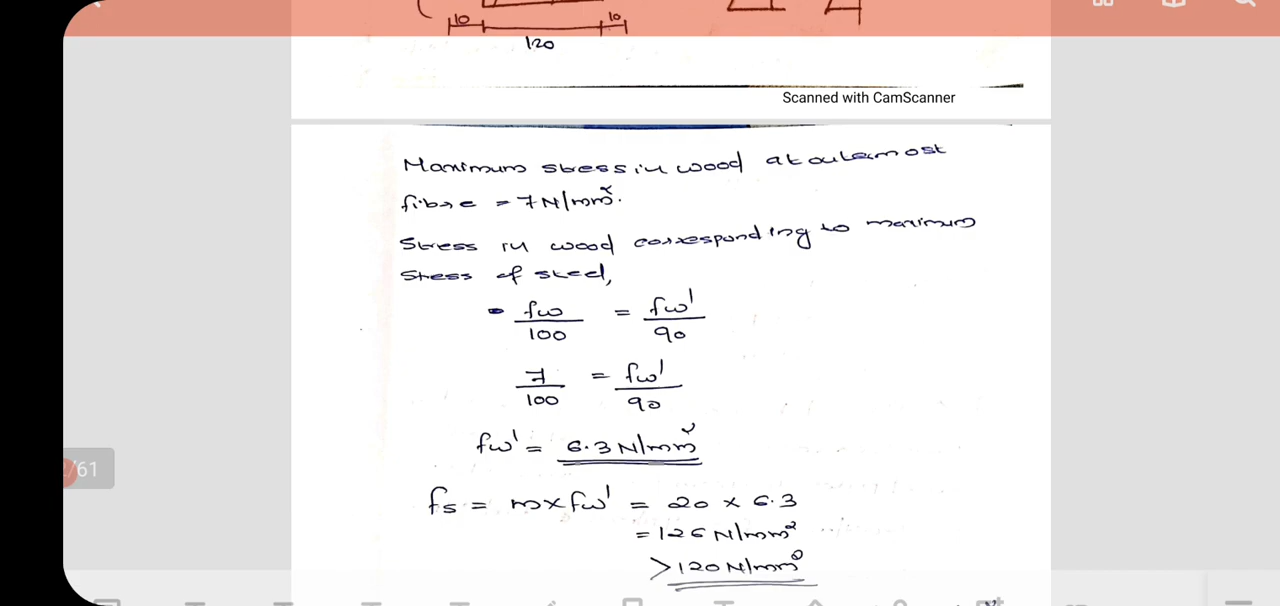 10
10
120
Scanned with CamScanner
Maximum stress in wood at outermost
fibre = 7 N/mm².
Stress in wood corresponding to maximum
stress of steel,
fw/100 = fw'/90
7/100 = fw'/90
fw' = 6.3 N/mm²
fs = m x fw' = 20 x 6.3
= 126 N/mm²
> 120 N/mm²
/61